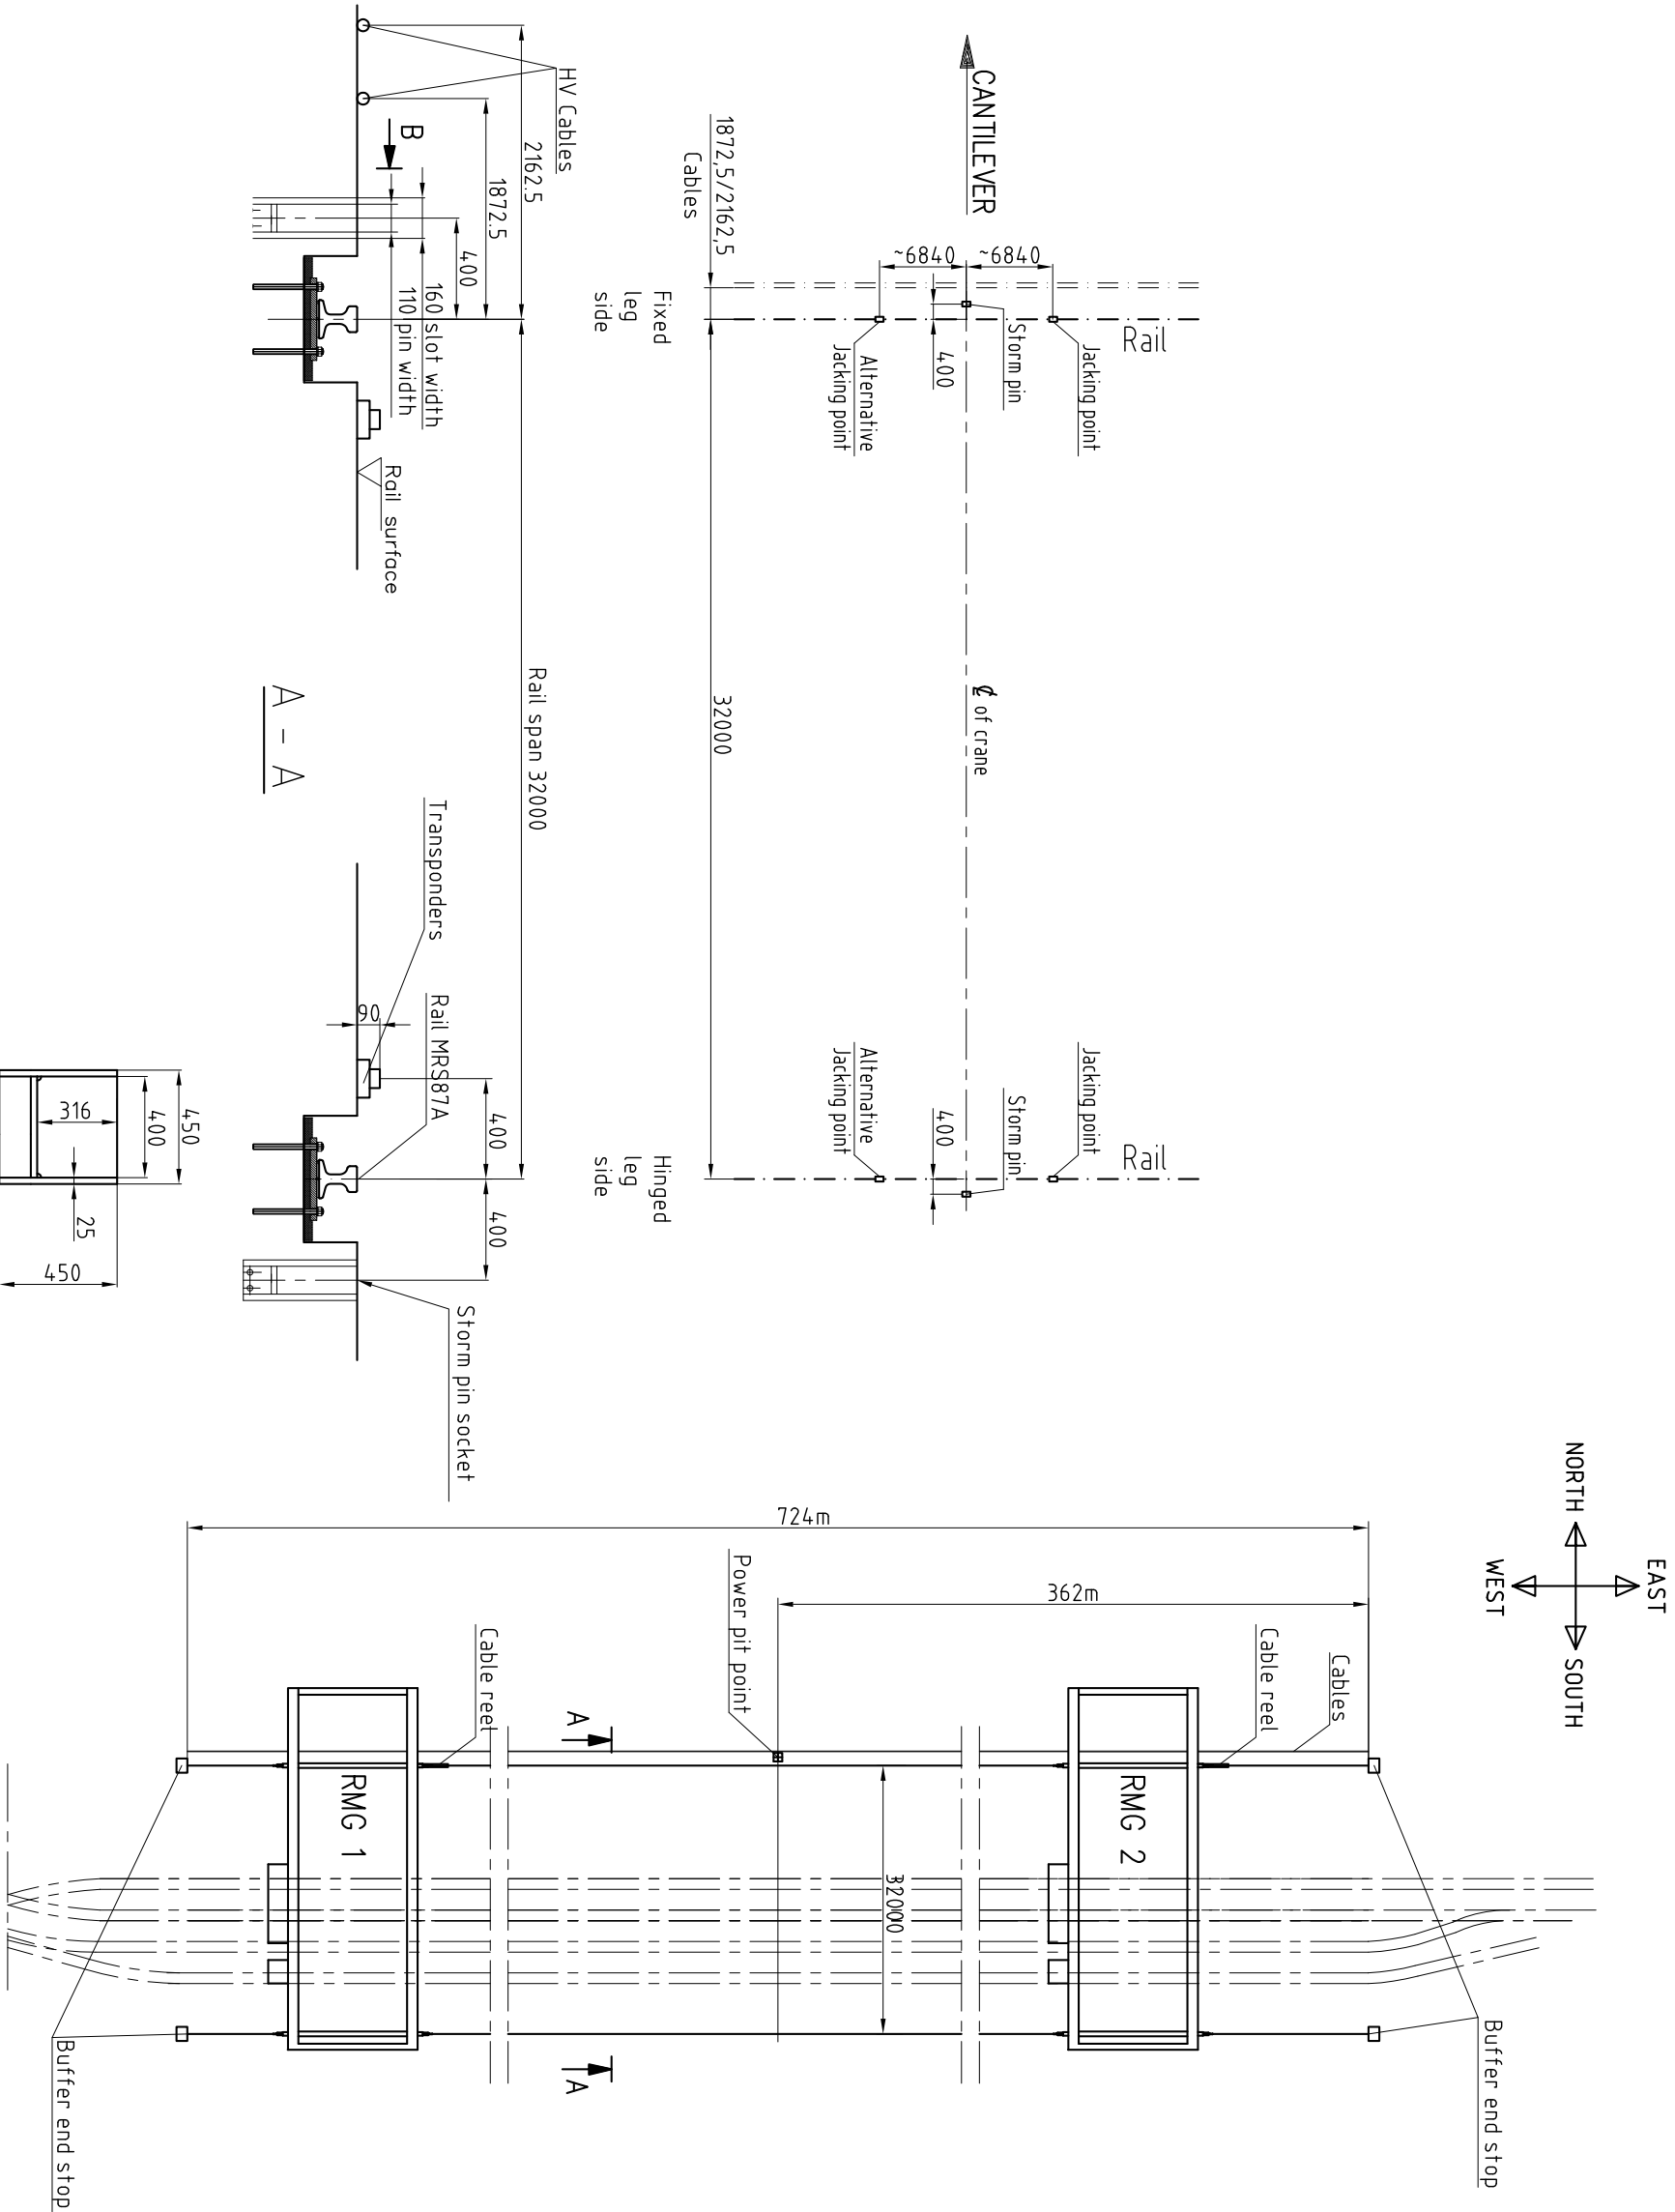 EAST
NORTH
SOUTH
WEST
CANTILEVER
~6840
~6840
1872,5/2162,5
Cables
Fixed
leg
side
Rail
Jacking point
Storm pin
400
Alternative
Jacking point
₵ of crane
32000
Rail
Jacking point
Storm pin
400
Alternative
Jacking point
Hinged
leg
side
HV Cables
2162.5
1872.5
400
B
160 slot width
110 pin width
Rail surface
Rail span 32000
A - A
Transponders
90
Rail MRS87A
400
400
Storm pin socket
450
400
316
25
450
724m
362m
Power pit point
Cable reel
Cable reel
Cables
A
A
RMG 1
RMG 2
32000
Buffer end stop
Buffer end stop